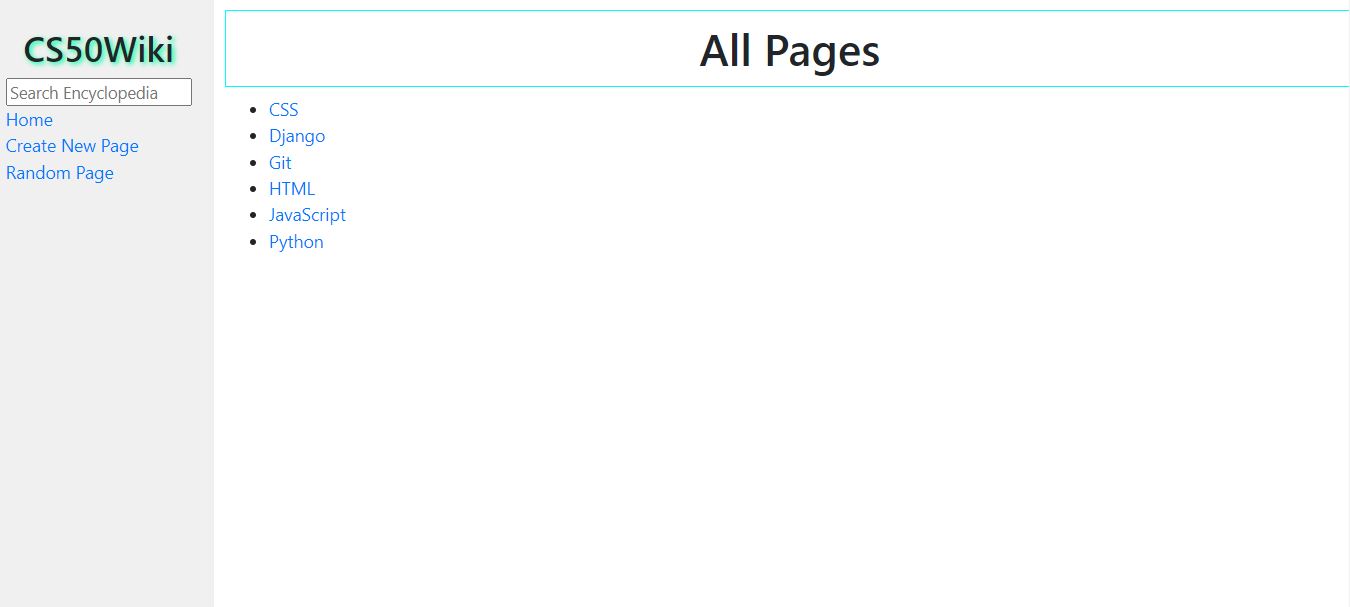 CS50Wiki
Search Encyclopedia
Home
Create New Page
Random Page
All Pages
CSS
Django
Git
HTML
JavaScript
Python